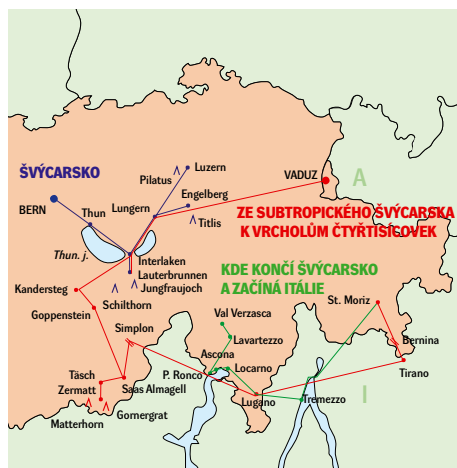 ŠVÝCARSKO
Luzern
Pilatus
VADUZ
A
Engelberg
BERN
Thun
Lungern
Titlis
ZE SUBTROPICKÉHO ŠVÝCARSKA
K VRCHOLŮM ČTYŘTISÍCOVEK
Thun. j.
Interlaken
Lauterbrunnen
Jungfraujoch
KDE KONČÍ ŠVÝCARSKO
A ZAČÍNÁ ITÁLIE
Kandersteg
Schilthorn
Goppenstein
St. Moriz
Val Verzasca
Simplon
Lavartezzo
Bernina
Ascona
Locarno
Täsch
P. Ronco
Tirano
Zermatt
Saas Almagell
Lugano
Tremezzo
I
Gornergrat
Matterhorn